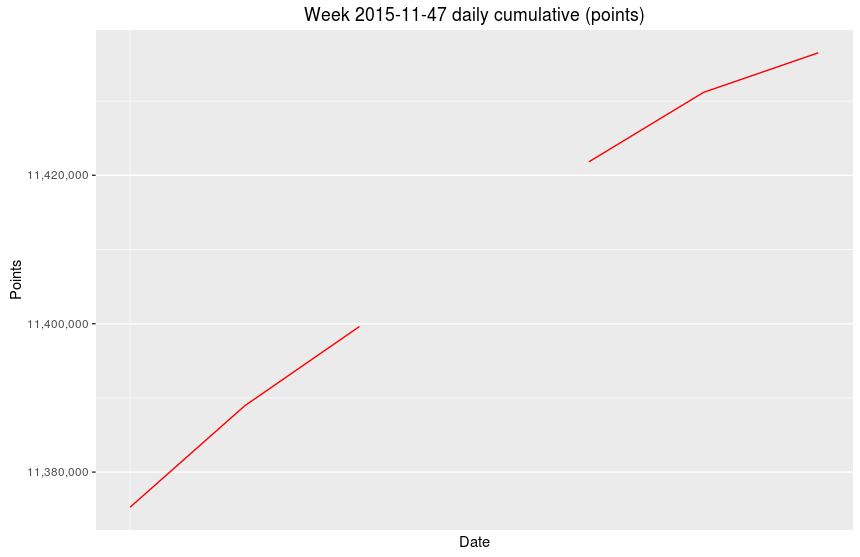 Week 2015-11-47 daily cumulative (points)
11,420,000
11,400,000
11,380,000
Points
Date